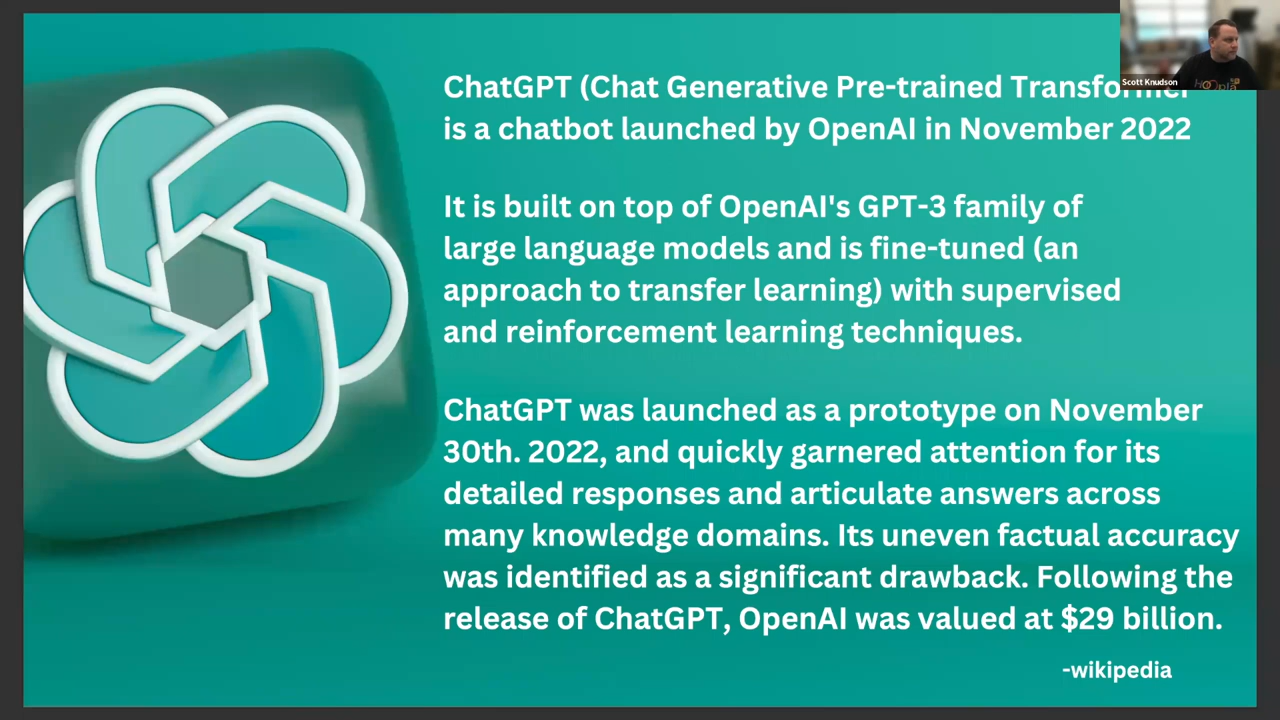 ChatGPT (Chat Generative Pre-trained Transformer
is a chatbot launched by OpenAI in November 2022
It is built on top of OpenAI's GPT-3 family of
large language models and is fine-tuned (an
approach to transfer learning) with supervised
and reinforcement learning techniques.
ChatGPT was launched as a prototype on November
30th. 2022, and quickly garnered attention for its
detailed responses and articulate answers across
many knowledge domains. Its uneven factual accuracy
was identified as a significant drawback. Following the
release of ChatGPT, OpenAI was valued at $29 billion.
-wikipedia
Scott Knudson
Hoopla